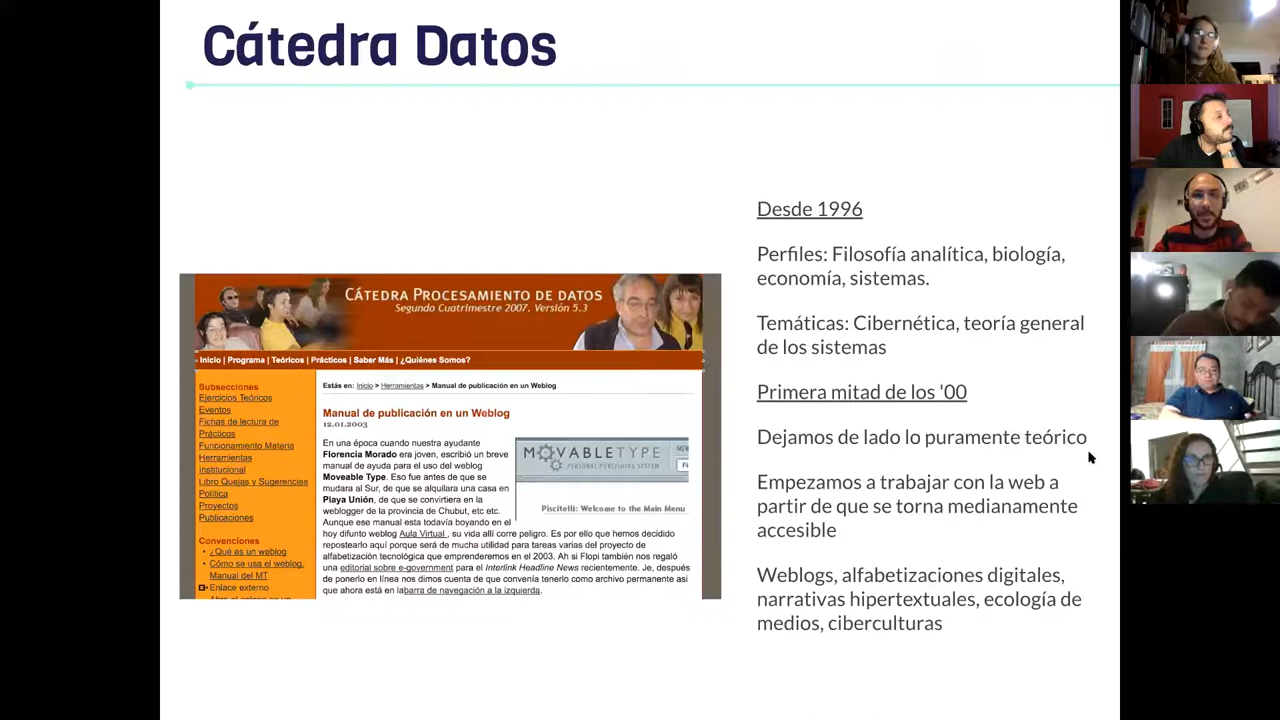 Cátedra Datos
CÁTEDRA PROCESAMIENTO DE DATOS
Segundo Cuatrimestre 2007. Versión 5.3
Inicio | Programa | Teóricos | Prácticos | Saber Más | ¿Quiénes Somos?
Subsecciones
Ejercicios Teóricos
Eventos
Fichas de lectura de
Prácticos
Funcionamiento Materia
Herramientas
Institucional
Libro Quejas y Sugerencias
Política
Proyectos
Publicaciones
Convenciones
• ¿Qué es un weblog
• Cómo se usa el weblog.
Manual del MT
Enlace externo
Estás en: Inicio > Herramientas > Manual de publicación en un Weblog
Manual de publicación en un Weblog
12.01.2003
En una época cuando nuestra ayudante
Florencia Morado era joven, escribió un breve
manual de ayuda para el uso del weblog
Moveable Type. Eso fue antes de que se
mudara al Sur, de que se alquilara una casa en
Playa Unión, de que se convirtiera en la
weblogger de la provincia de Chubut, etc etc.
Aunque ese manual esta todavía boyando en el
hoy difunto weblog Aula Virtual , su vida allí corre peligro. Es por ello que hemos decidido
repostearlo aquí porque será de mucha utilidad para tareas varias del proyecto de
alfabetización tecnológica que emprenderemos en el 2003. Ah si Flopi también nos regaló
una editorial sobre e-government para el Interlink Headline News recientemente. Je, después
de ponerlo en línea nos dimos cuenta de que convenía tenerlo como archivo permanente asi
que ahora está en labarra de navegación a la izquierda.
MOVABLETYPE
PERSONAL PUBLISHING SYSTEM
Piscitelli: Welcome to the Main Menu
Desde 1996
Perfiles: Filosofía analítica, biología,
economía, sistemas.
Temáticas: Cibernética, teoría general
de los sistemas
Primera mitad de los '00
Dejamos de lado lo puramente teórico
Empezamos a trabajar con la web a
partir de que se torna medianamente
accesible
Weblogs, alfabetizaciones digitales,
narrativas hipertextuales, ecología de
medios, ciberculturas